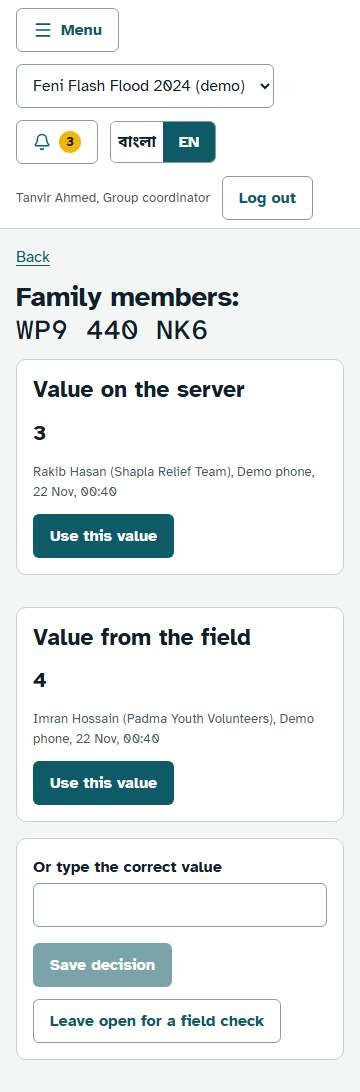 Menu
Feni Flash Flood 2024 (demo)
3
বাংলা EN
Tanvir Ahmed, Group coordinator Log out
Back
Family members:
WP9 440 NK6
Value on the server
3
Rakib Hasan (Shapla Relief Team), Demo phone,
22 Nov, 00:40
Use this value
Value from the field
4
Imran Hossain (Padma Youth Volunteers), Demo
phone, 22 Nov, 00:40
Use this value
Or type the correct value
Save decision
Leave open for a field check